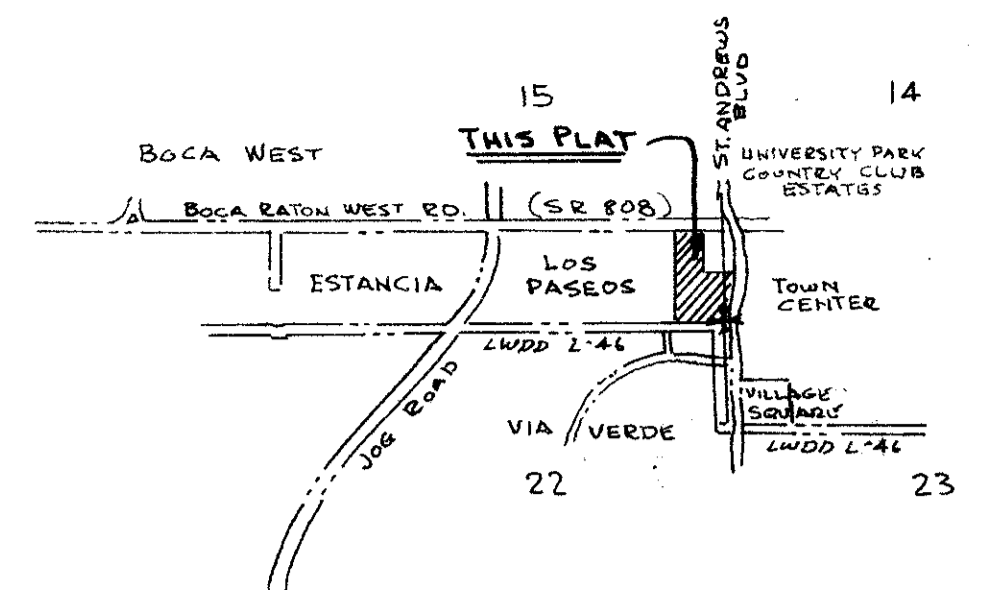 ST. ANDREWS
BLVD
15
14
THIS PLAT
BOCA WEST
UNIVERSITY PARK
COUNTRY CLUB
ESTATES
BOCA RATON WEST RD. (SR 808)
LOS
PASEOS
ESTANCIA
TOWN
CENTER
LWDD L-46
JOG ROAD
VILLAGE
SQUARE
VIA VERDE
LWDD L-46
22
23